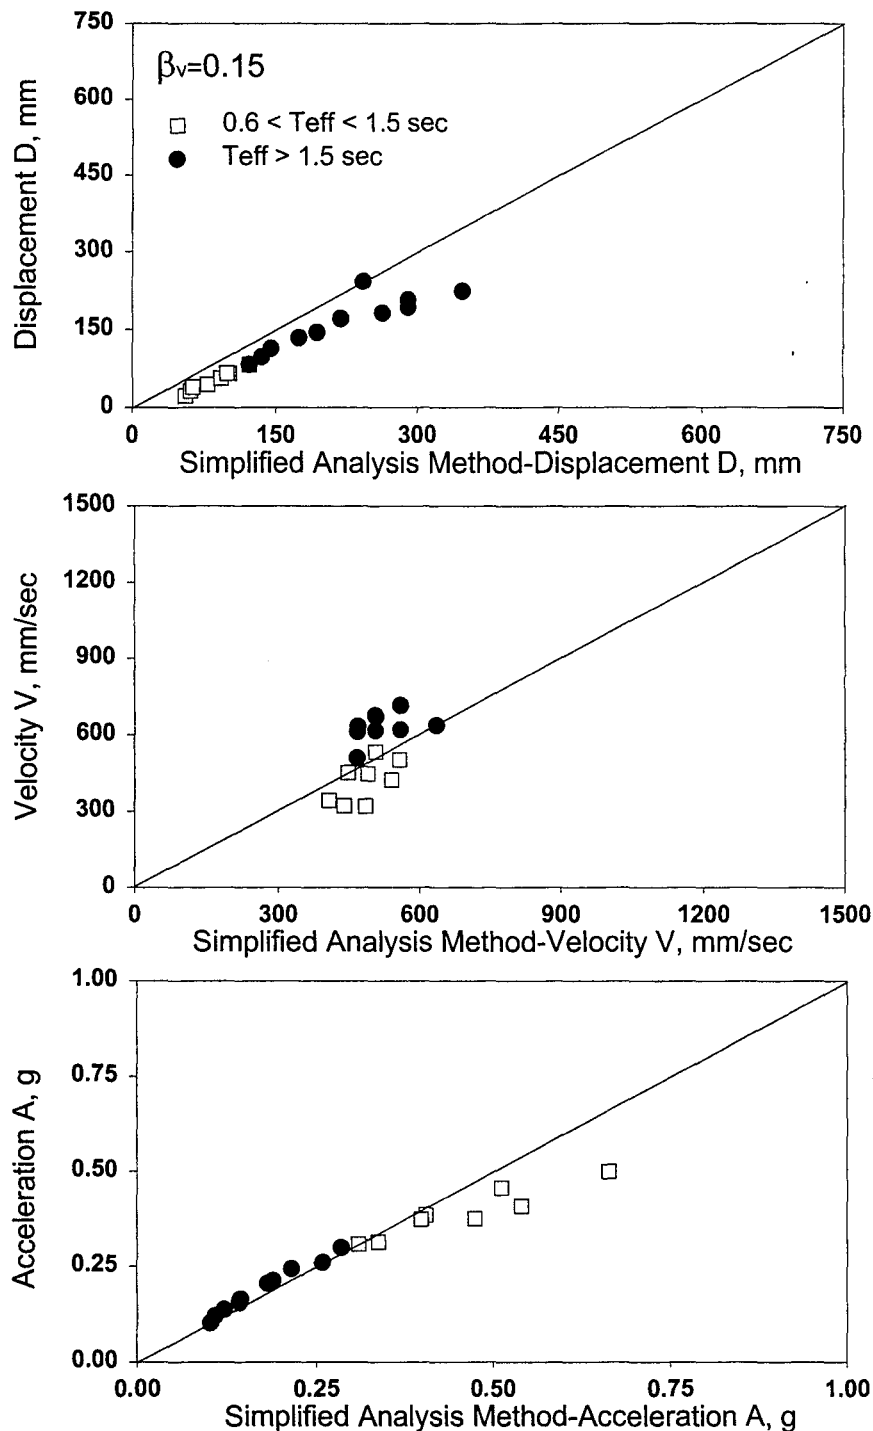 750
600
450
300
150
0
Displacement D, mm
βv=0.15
0.6 < Teff < 1.5 sec
Teff > 1.5 sec
0 150 300 450 600 750
Simplified Analysis Method-Displacement D, mm
1500
1200
900
600
300
0
Velocity V, mm/sec
0 300 600 900 1200 1500
Simplified Analysis Method-Velocity V, mm/sec
1.00
0.75
0.50
0.25
0.00
Acceleration A, g
0.00 0.25 0.50 0.75 1.00
Simplified Analysis Method-Acceleration A, g